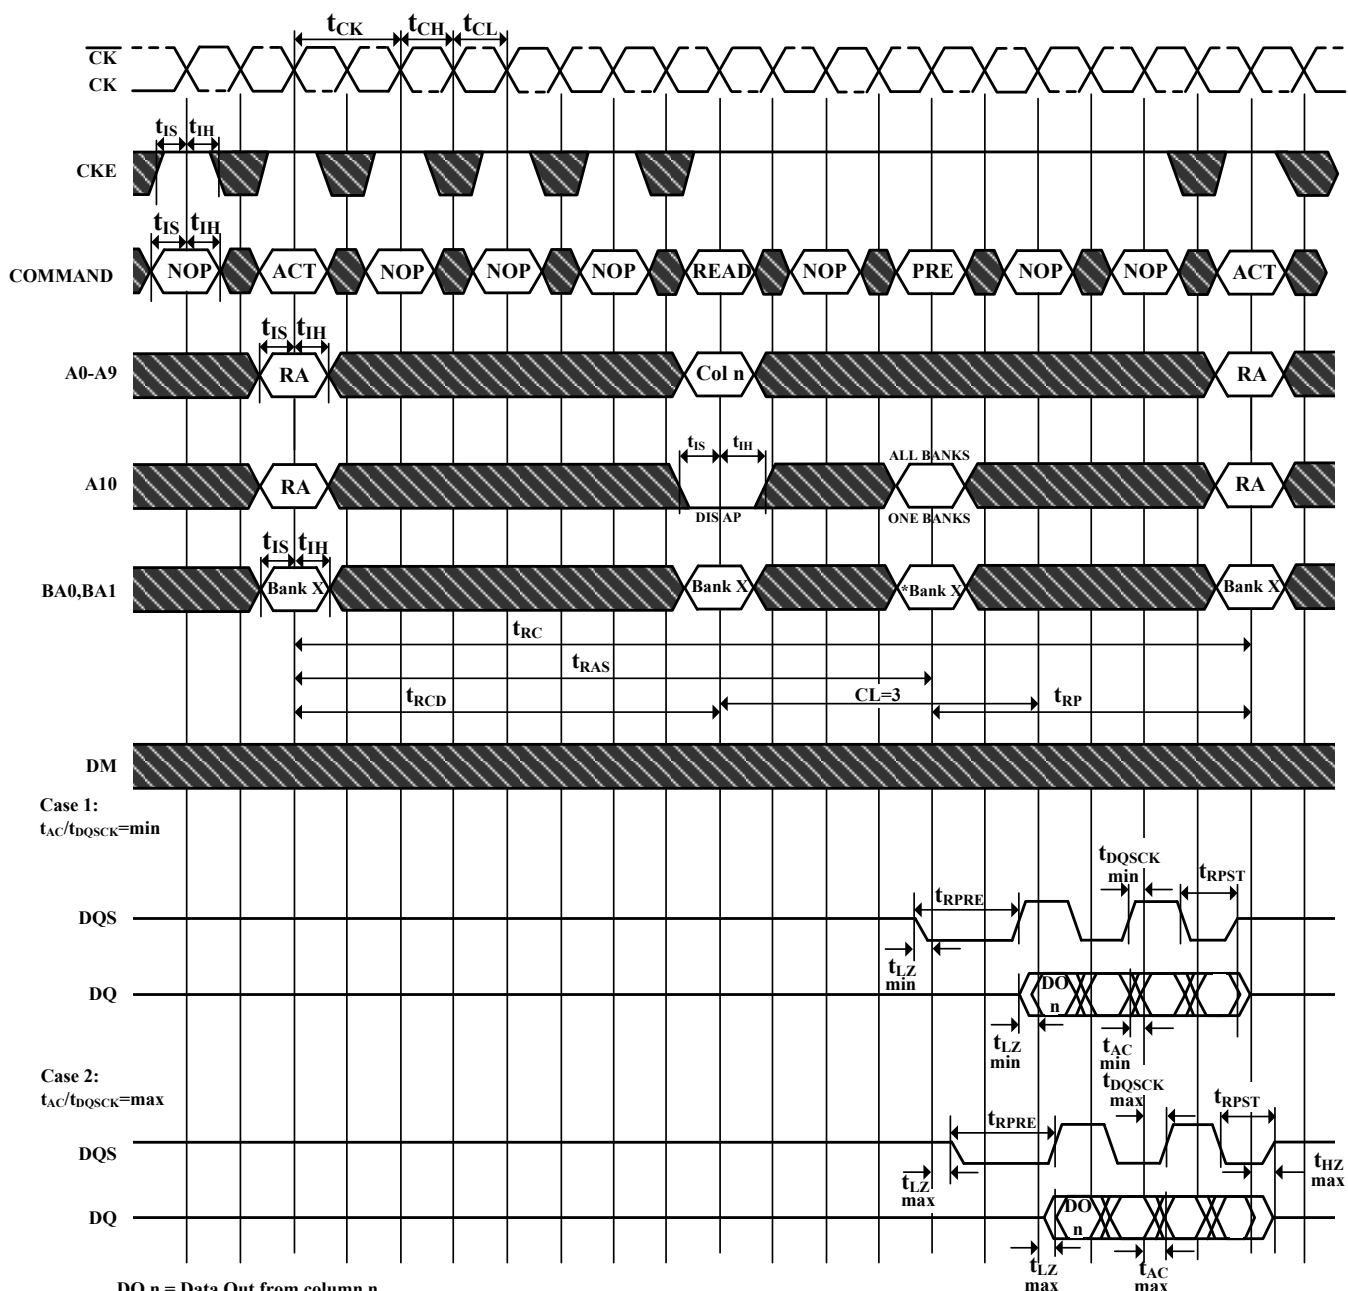 tCK tCH tCL
CK
CK
tIS tIH
CKE
tIS tIH
COMMAND NOP ACT NOP NOP NOP READ NOP PRE NOP NOP ACT
tIS tIH
A0-A9 RA Col n RA
tIS tIH ALL BANKS
A10 RA RA
DIS AP ONE BANKS
tIS tIH
BA0,BA1 Bank X Bank X *Bank X Bank X
tRC
tRAS
tRCD CL=3 tRP
DM
Case 1:
tAC/tDQSCK=min
tDQSCK
min
tRPST
tRPRE
DQS
tLZ
min
DQ DO
n
tLZ
min
tAC
min
Case 2:
tAC/tDQSCK=max
tDQSCK
max
tRPST
tRPRE
DQS
tLZ
max
tHZ
max
DQ DO
n
tLZ
max
tAC
max
DO n = Data Out from column n